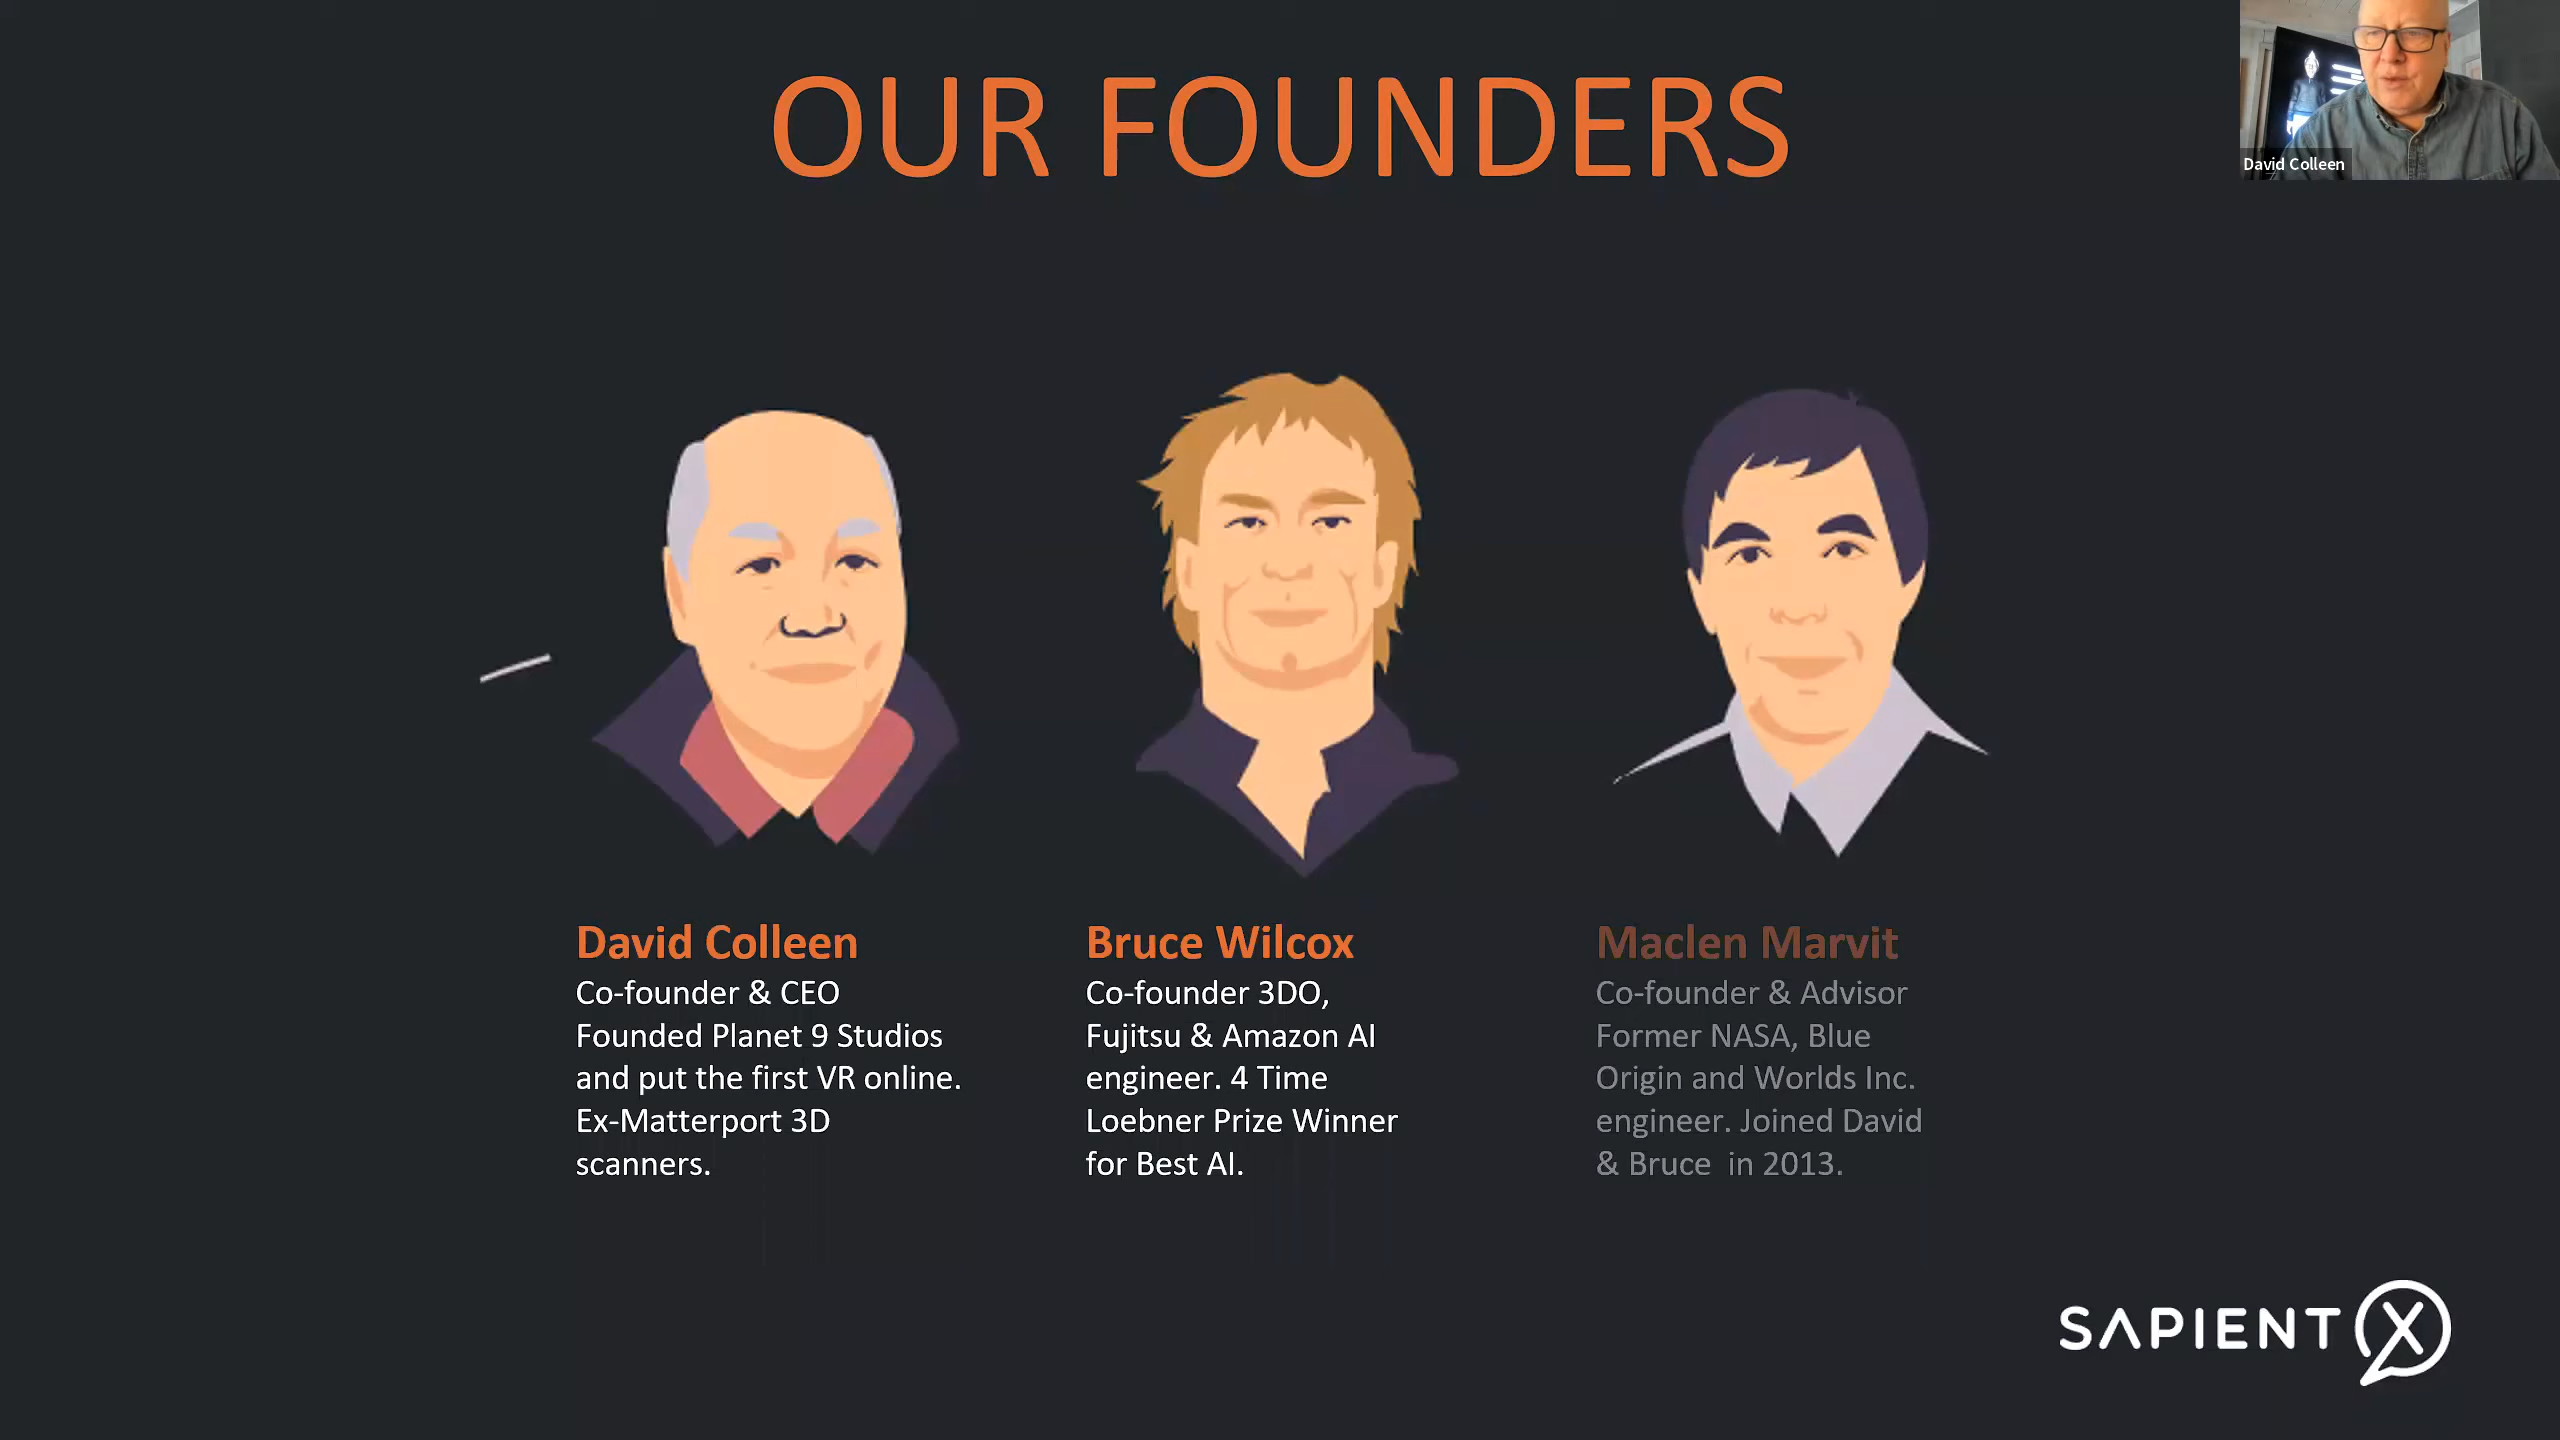 OUR FOUNDERS
David Colleen
David Colleen
Co-founder & CEO
Founded Planet 9 Studios
and put the first VR online.
Ex-Matterport 3D
scanners.
Bruce Wilcox
Co-founder 3DO,
Fujitsu & Amazon AI
engineer. 4 Time
Loebner Prize Winner
for Best AI.
Maclen Marvit
Co-founder & Advisor
Former NASA, Blue
Origin and Worlds Inc.
engineer. Joined David
& Bruce  in 2013.
SAPIENT X